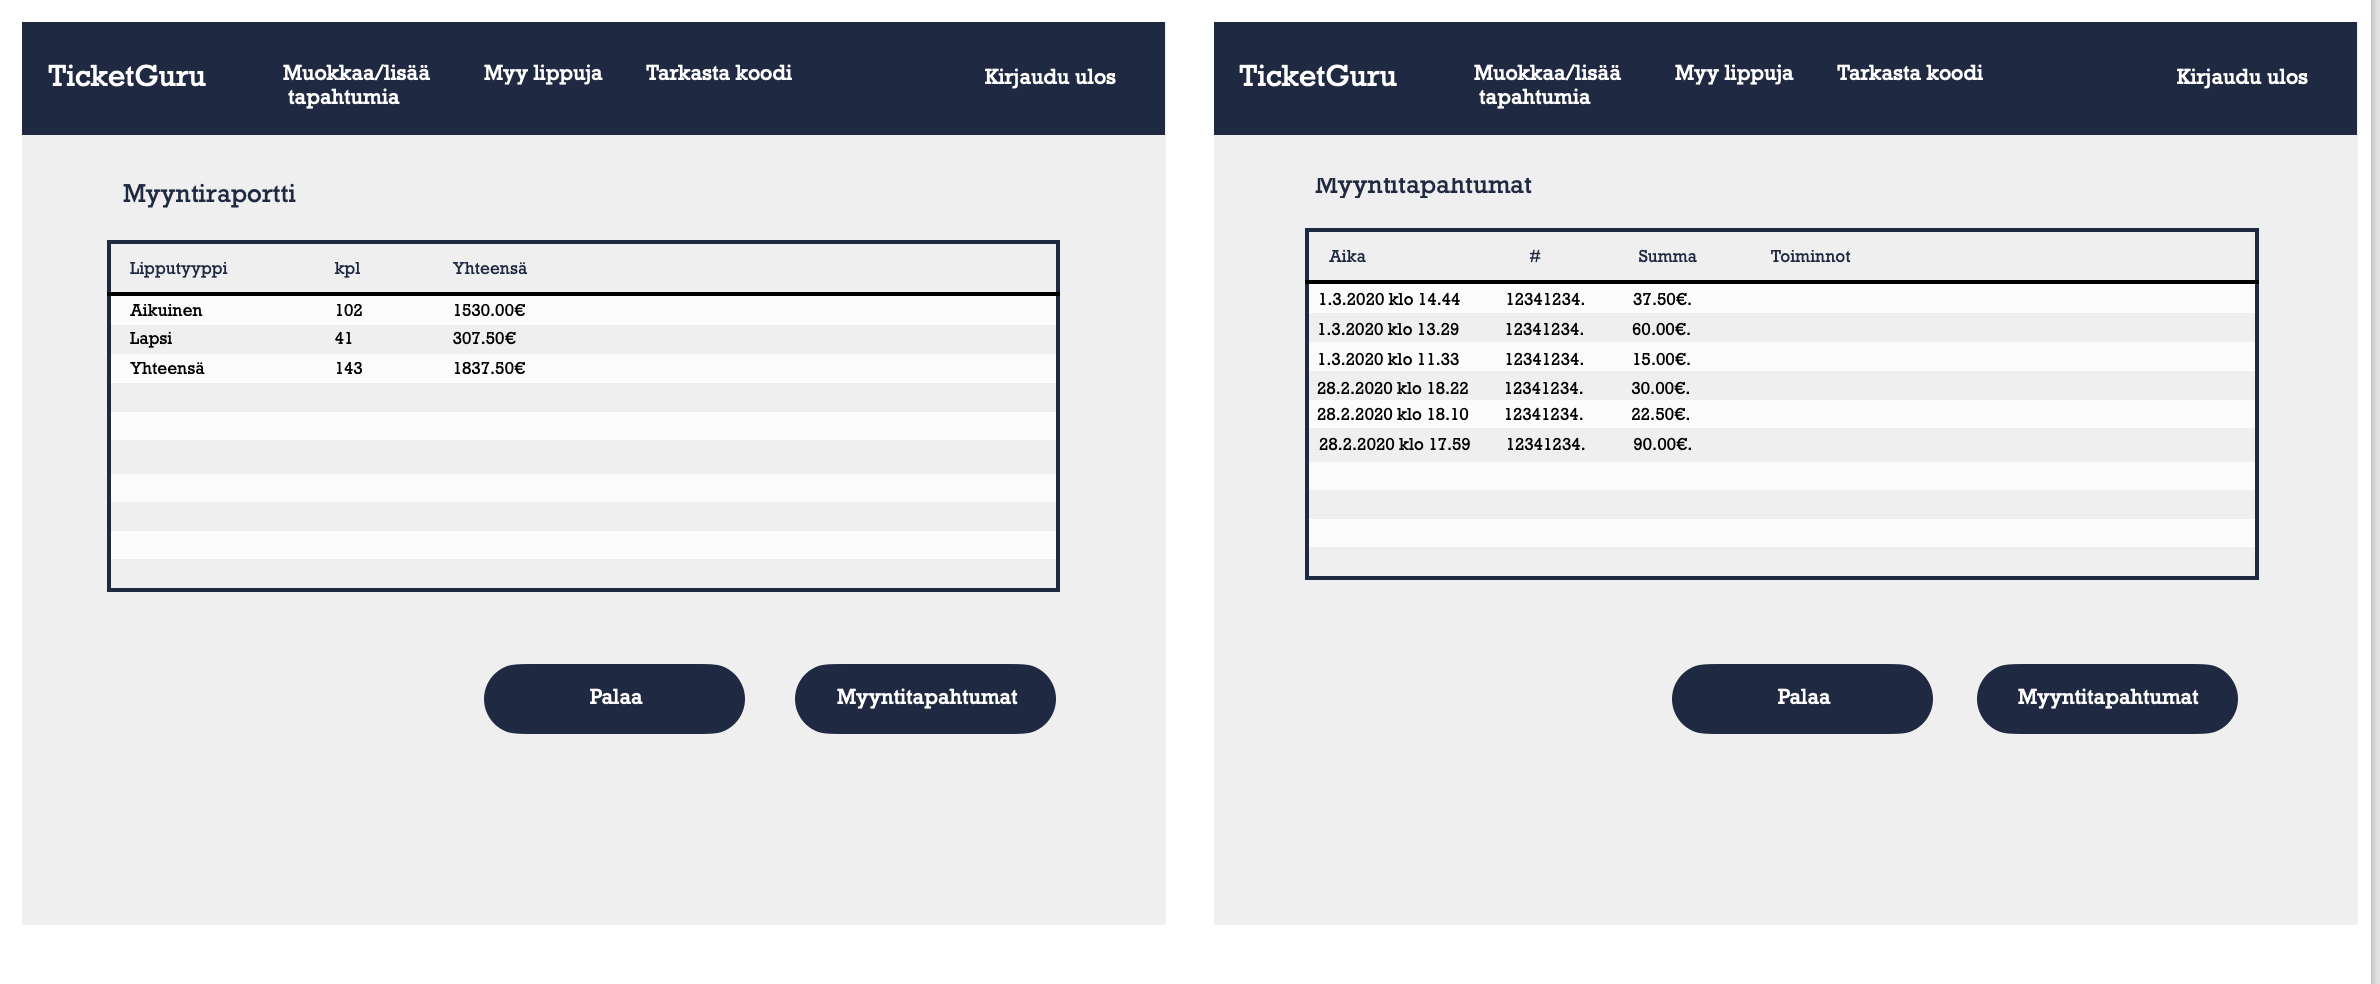 TicketGuru
Muokkaa/lisää
tapahtumia
Myy lippuja
Tarkasta koodi
Kirjaudu ulos
Myyntiraportti
Lipputyyppi kpl Yhteensä
Aikuinen 102 1530.00€
Lapsi 41 307.50€
Yhteensä 143 1837.50€
Palaa
Myyntitapahtumat
TicketGuru
Muokkaa/lisää
tapahtumia
Myy lippuja
Tarkasta koodi
Kirjaudu ulos
Myyntitapahtumat
Aika # Summa Toiminnot
1.3.2020 klo 14.44 12341234. 37.50€.
1.3.2020 klo 13.29 12341234. 60.00€.
1.3.2020 klo 11.33 12341234. 15.00€.
28.2.2020 klo 18.22 12341234. 30.00€.
28.2.2020 klo 18.10 12341234. 22.50€.
28.2.2020 klo 17.59 12341234. 90.00€.
Palaa
Myyntitapahtumat